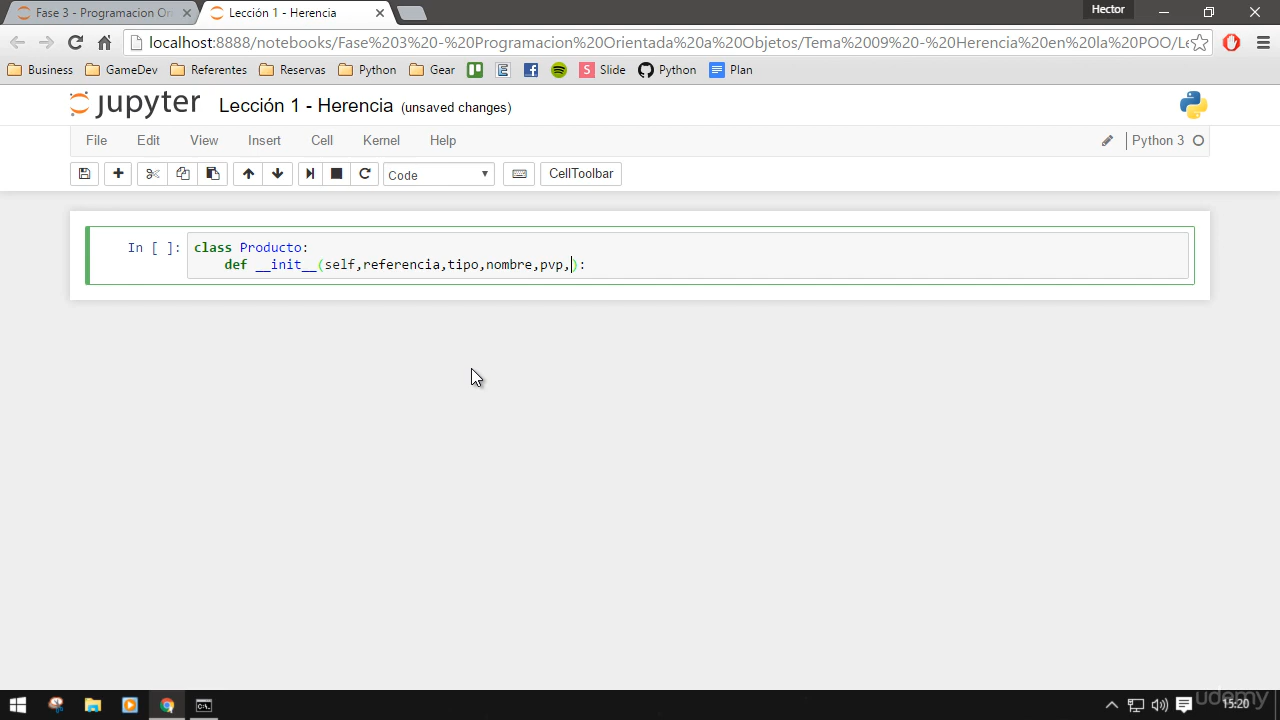 Fase 3 - Programacion On
Lección 1 - Herencia
Hector
localhost:8888/notebooks/Fase%203%20-%20Programacion%20Orientada%20a%20Objetos/Tema%2009%20-%20Herencia%20en%20la%20POO/Le
Business GameDev Referentes Reservas Python Gear Slide Python Plan
jupyter Lección 1 - Herencia (unsaved changes)
File Edit View Insert Cell Kernel Help Python 3
Code CellToolbar
In [ ]: class Producto:
def __init__(self,referencia,tipo,nombre,pvp,):
udemy
15:20